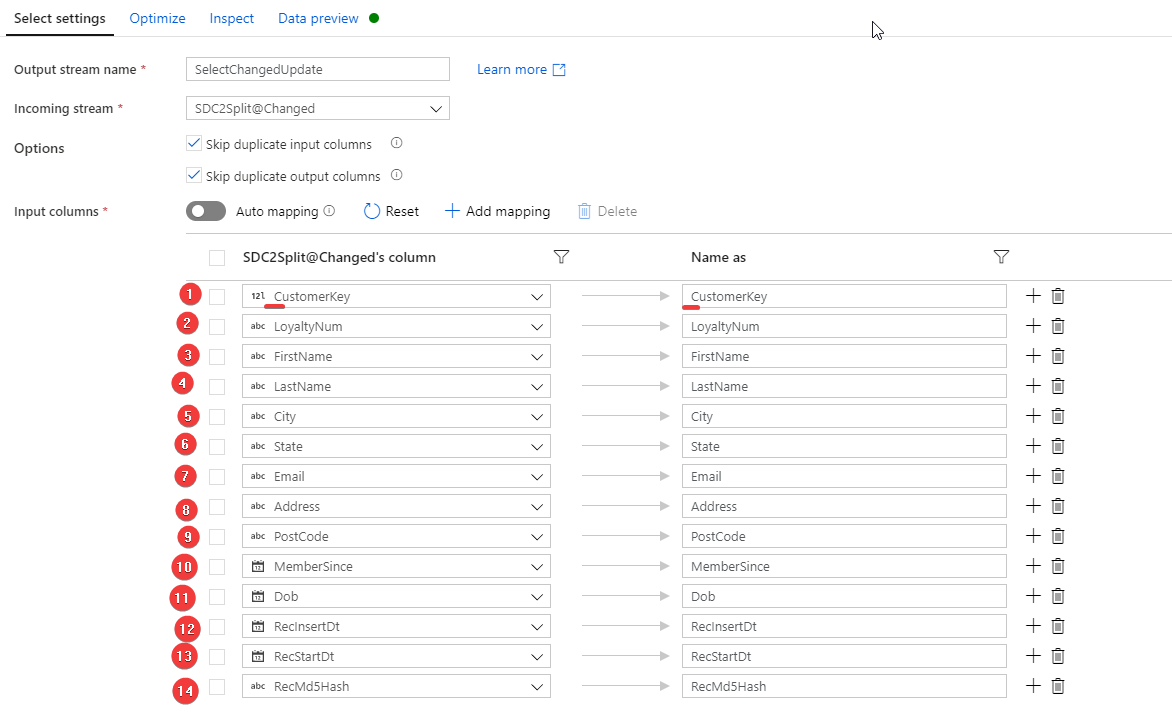 Select settings Optimize Inspect Data preview
Output stream name * SelectChangedUpdate Learn more
Incoming stream * SDC2Split@Changed
Options Skip duplicate input columns
Skip duplicate output columns
Input columns * Auto mapping Reset Add mapping Delete
SDC2Split@Changed's column Name as
1 12l CustomerKey CustomerKey
2 abc LoyaltyNum LoyaltyNum
3 abc FirstName FirstName
4 abc LastName LastName
5 abc City City
6 abc State State
7 abc Email Email
8 abc Address Address
9 abc PostCode PostCode
10 12 MemberSince MemberSince
11 12 Dob Dob
12 12 RecInsertDt RecInsertDt
13 12 RecStartDt RecStartDt
14 abc RecMd5Hash RecMd5Hash